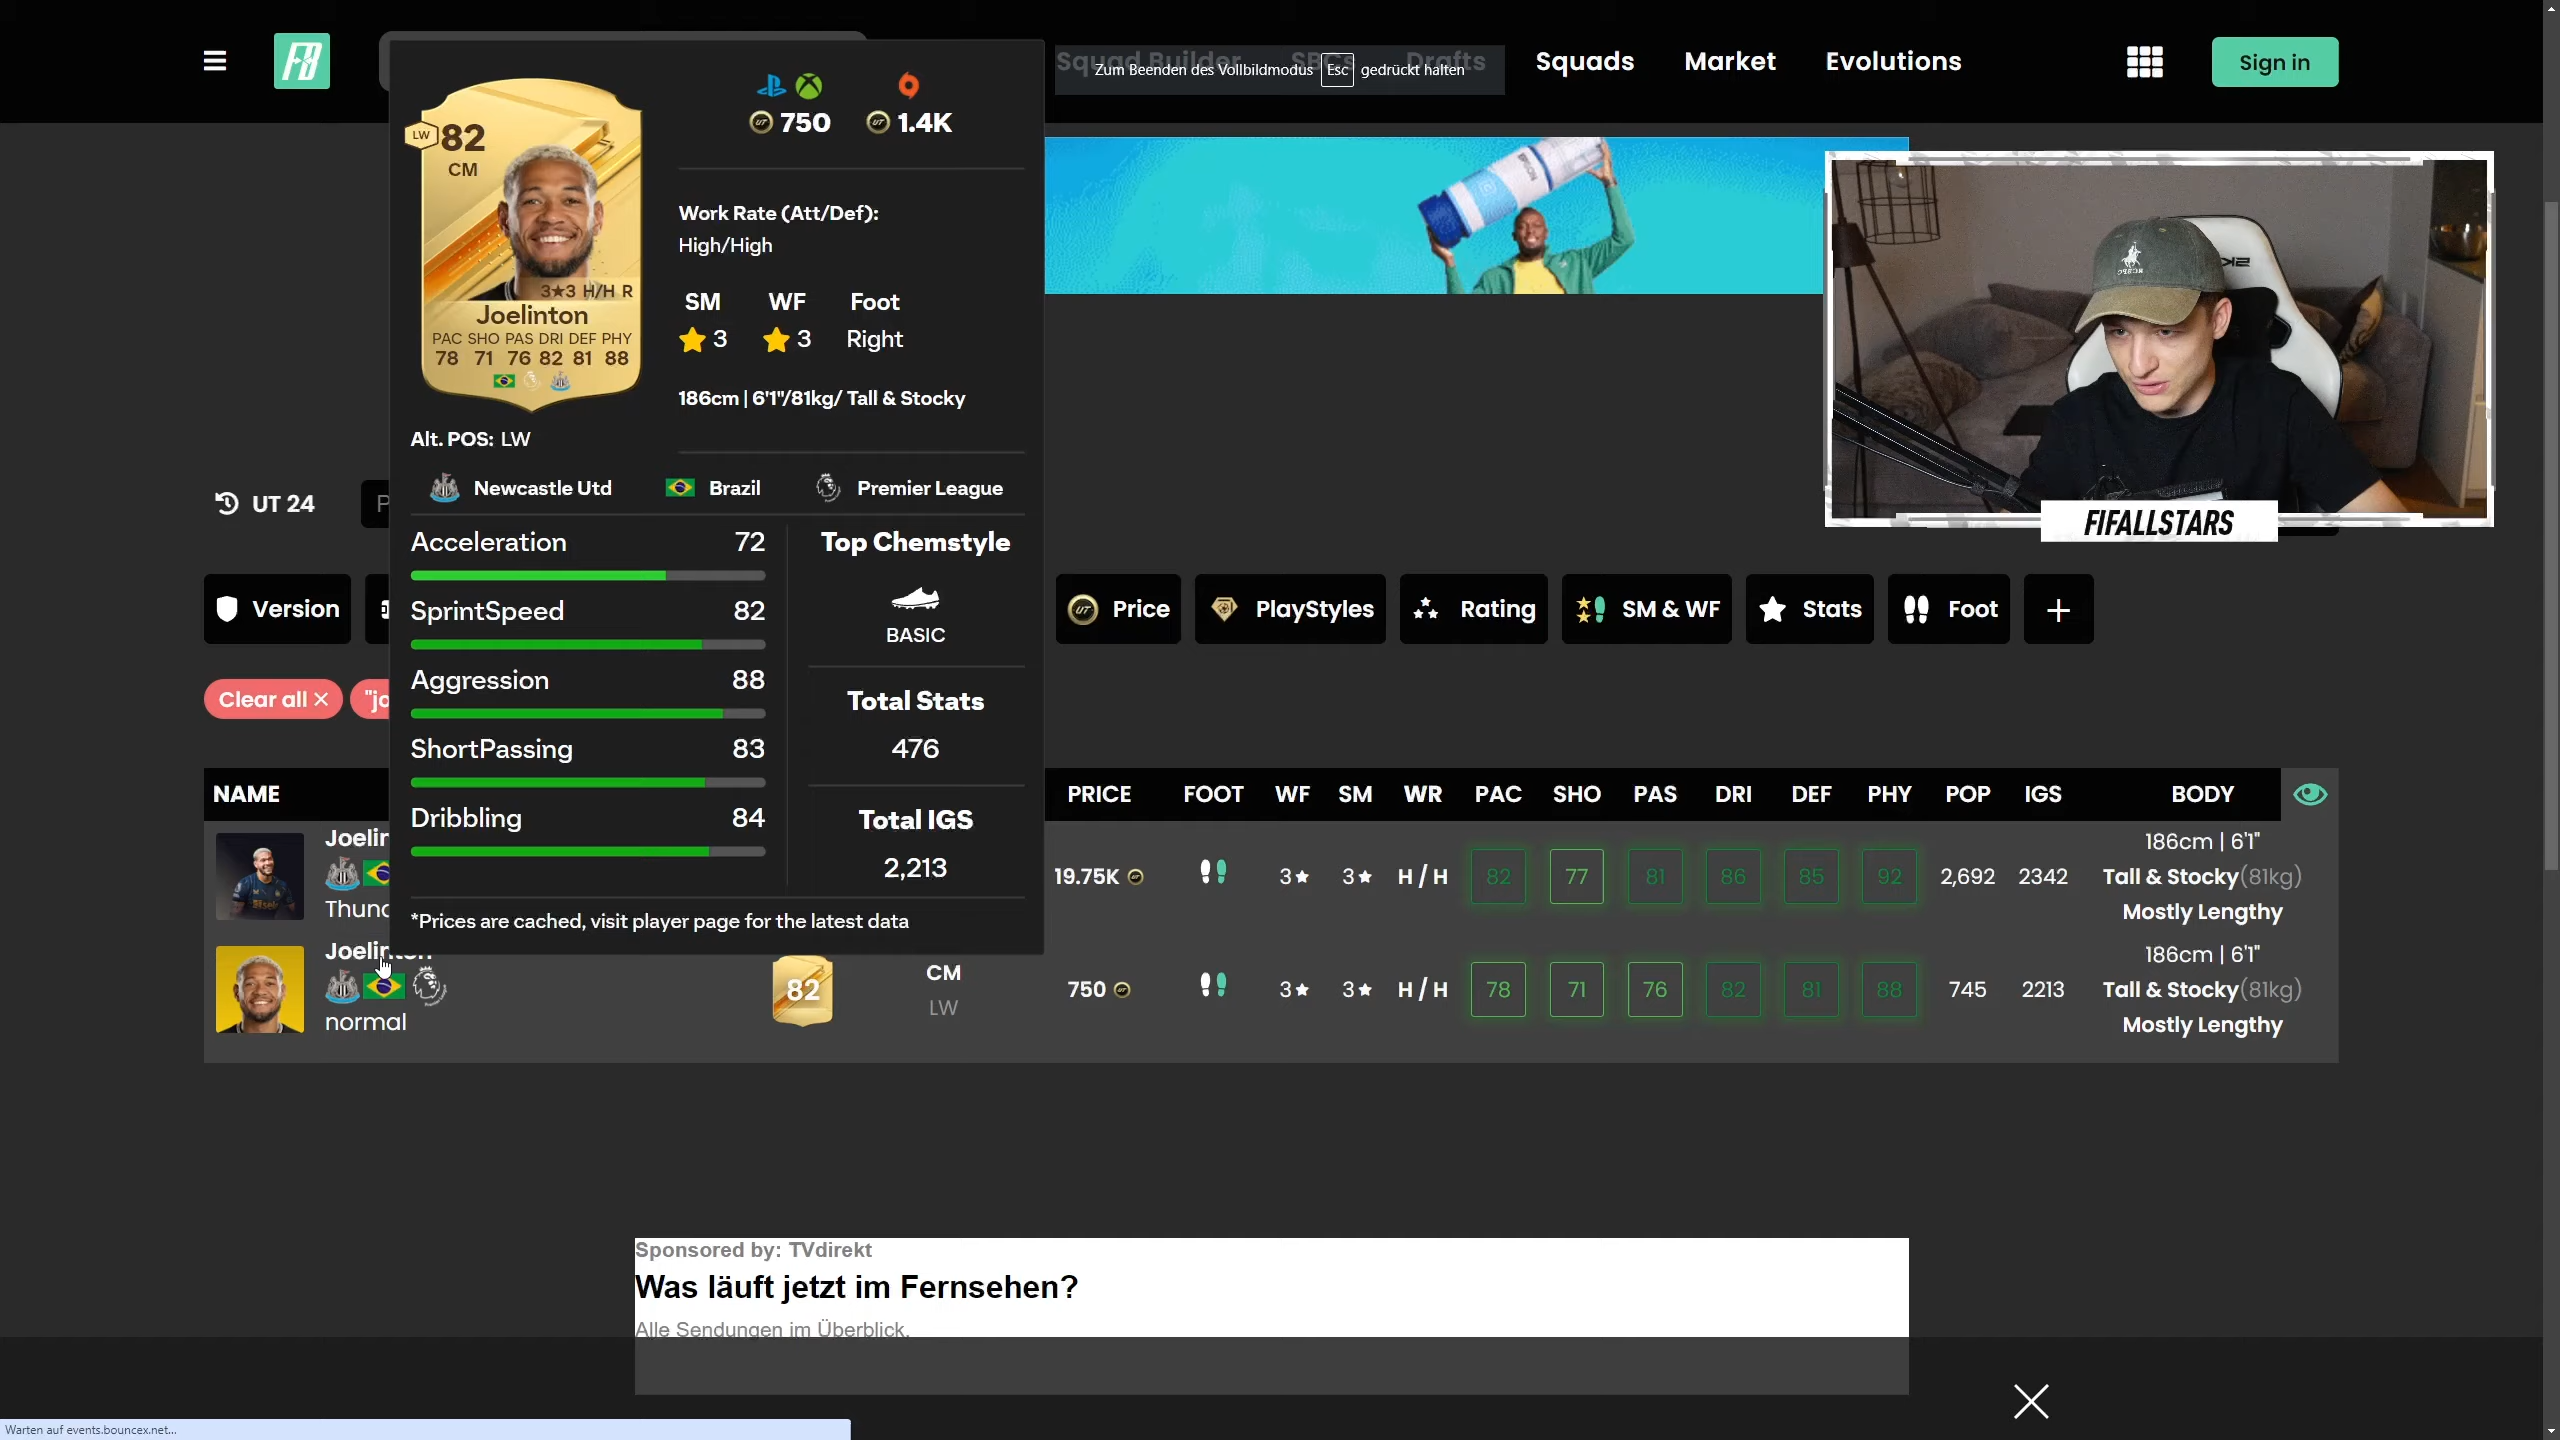 Squad Builder SBCs Drafts Squads Market Evolutions Sign in
Zum Beenden des Vollbildmodus Esc gedrückt halten
LW 82
CM
3★3 H/H R
Joelinton
PAC SHO PAS DRI DEF PHY
78 71 76 82 81 88
750 1.4K
Work Rate (Att/Def):
High/High
SM WF Foot
3 3 Right
186cm | 6'1"/81kg/ Tall & Stocky
Alt. POS: LW
Newcastle Utd Brazil Premier League
Acceleration 72
SprintSpeed 82
Aggression 88
ShortPassing 83
Dribbling 84
Top Chemstyle
BASIC
Total Stats
476
Total IGS
2,213
*Prices are cached, visit player page for the latest data
FIFALLSTARS
UT 24 P
Version Price PlayStyles Rating SM & WF Stats Foot +
Clear all × "jo
NAME PRICE FOOT WF SM WR PAC SHO PAS DRI DEF PHY POP IGS BODY
Joelin
Thund
19.75K 3★ 3★ H / H 82 77 81 86 85 92 2,692 2342
186cm | 6'1"
Tall & Stocky(81kg)
Mostly Lengthy
Joelinton
normal
82 CM
LW
750 3★ 3★ H / H 78 71 76 82 81 88 745 2213
186cm | 6'1"
Tall & Stocky(81kg)
Mostly Lengthy
Sponsored by: TVdirekt
Was läuft jetzt im Fernsehen?
Alle Sendungen im Überblick.
Warten auf events.bouncex.net...